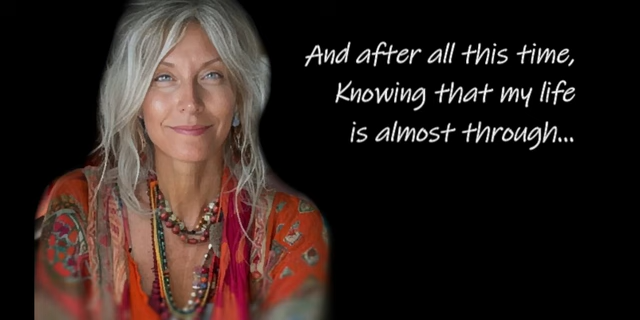 And after all this time,
Knowing that my life
is almost through...